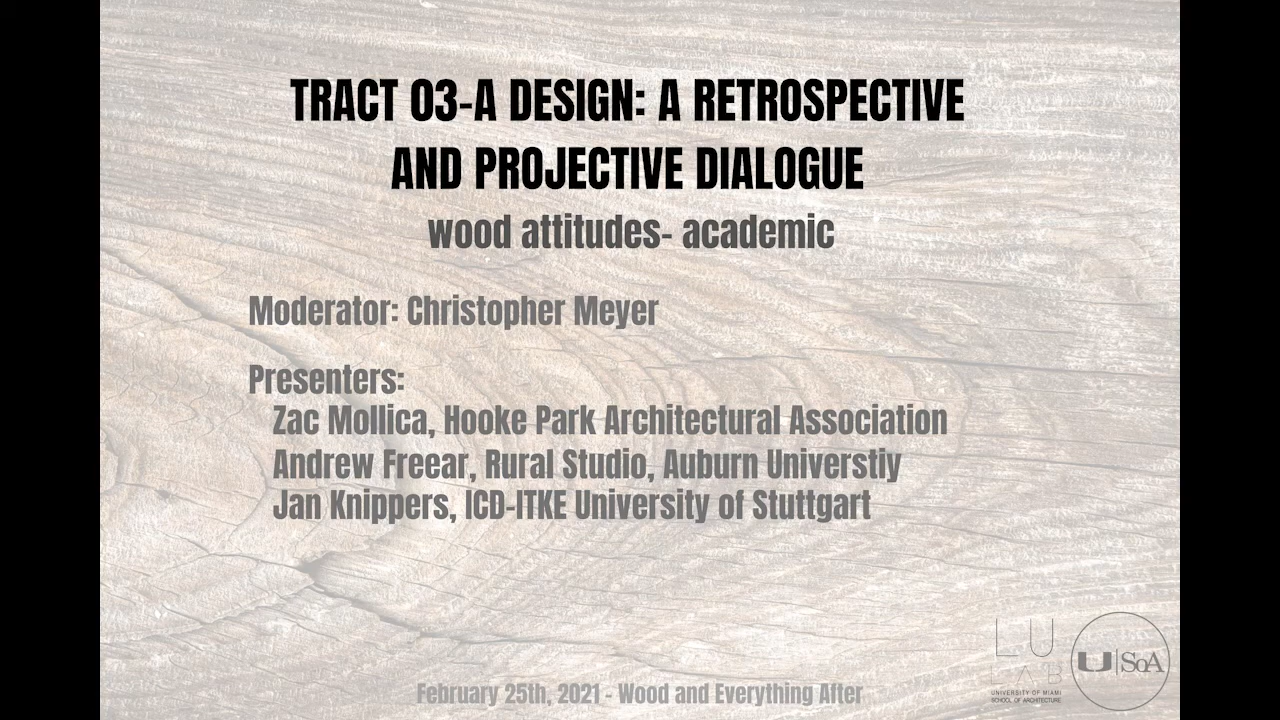 TRACT 03-A DESIGN: A RETROSPECTIVE
AND PROJECTIVE DIALOGUE
wood attitudes- academic
Moderator: Christopher Meyer
Presenters:
Zac Mollica, Hooke Park Architectural Association
Andrew Freear, Rural Studio, Auburn Universtiy
Jan Knippers, ICD-ITKE University of Stuttgart
LU
LAB
UNIVERSITY OF MIAMI
SCHOOL OF ARCHITECTURE
U|SoA
February 25th, 2021 - Wood and Everything After